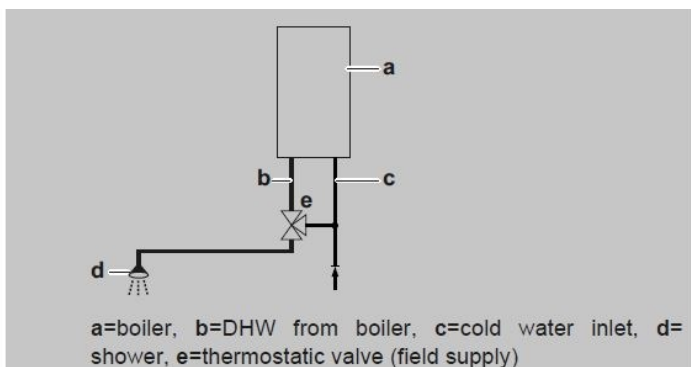 a
b
c
e
d
a=boiler, b=DHW from boiler, c=cold water inlet, d=
shower, e=thermostatic valve (field supply)